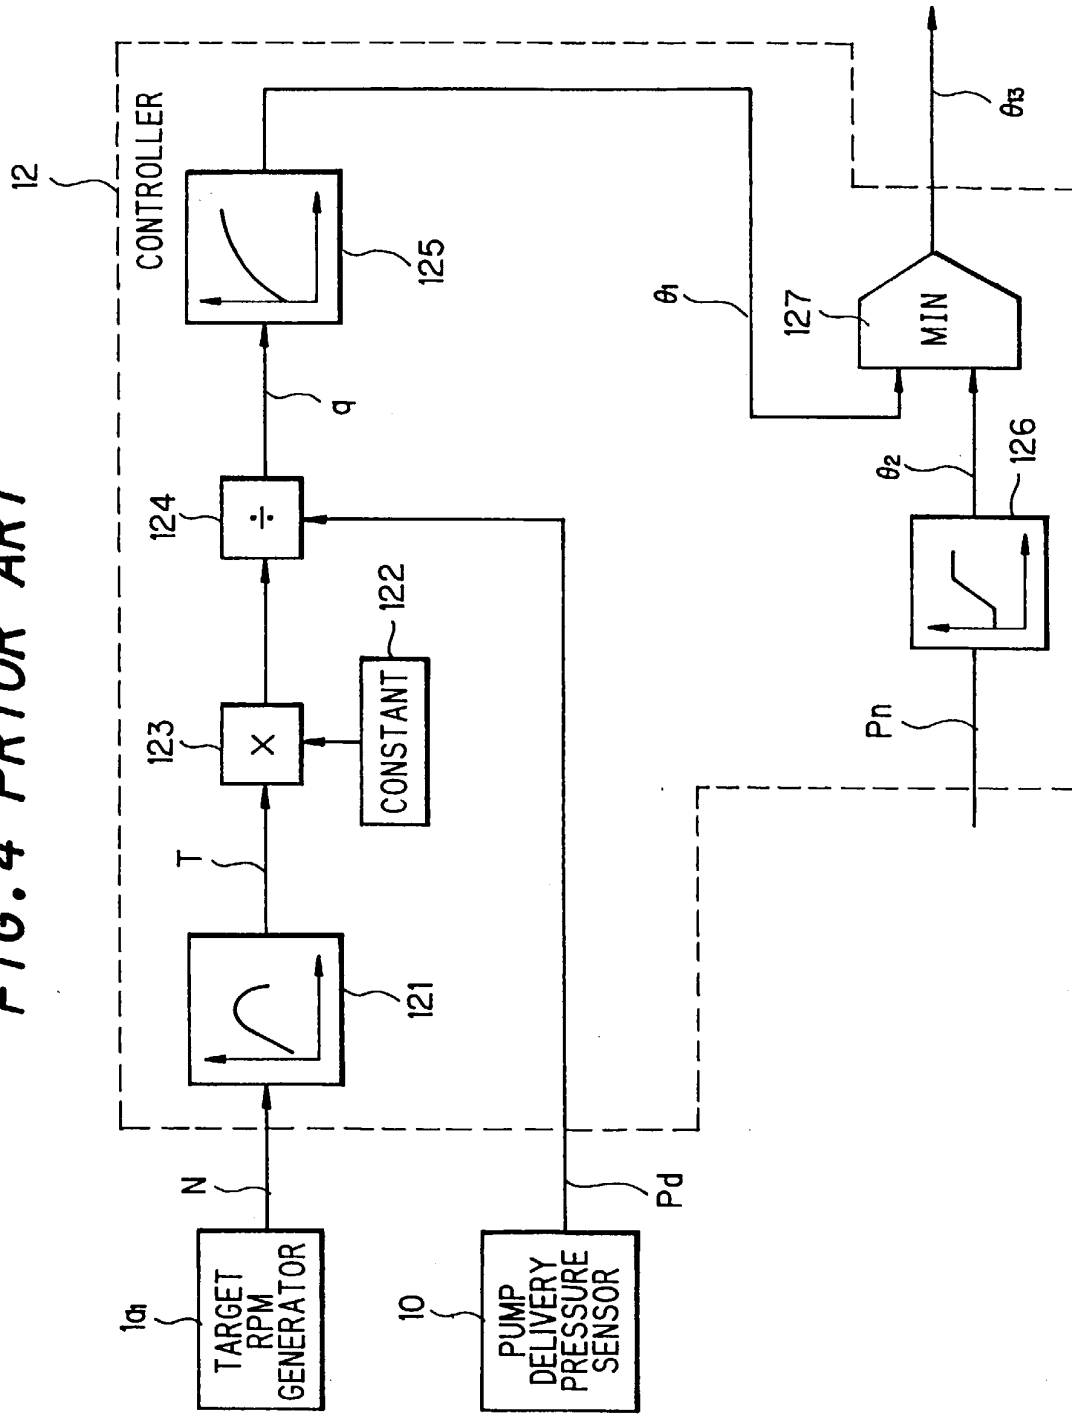 FIG. 4 PRIOR ART
12
CONTROLLER
1a1
TARGET
RPM
GENERATOR
N
121
T
123
×
CONSTANT
122
124
÷
q
125
10
PUMP
DELIVERY
PRESSURE
SENSOR
Pd
θ1
Pn
126
θ2
127
MIN
θ13